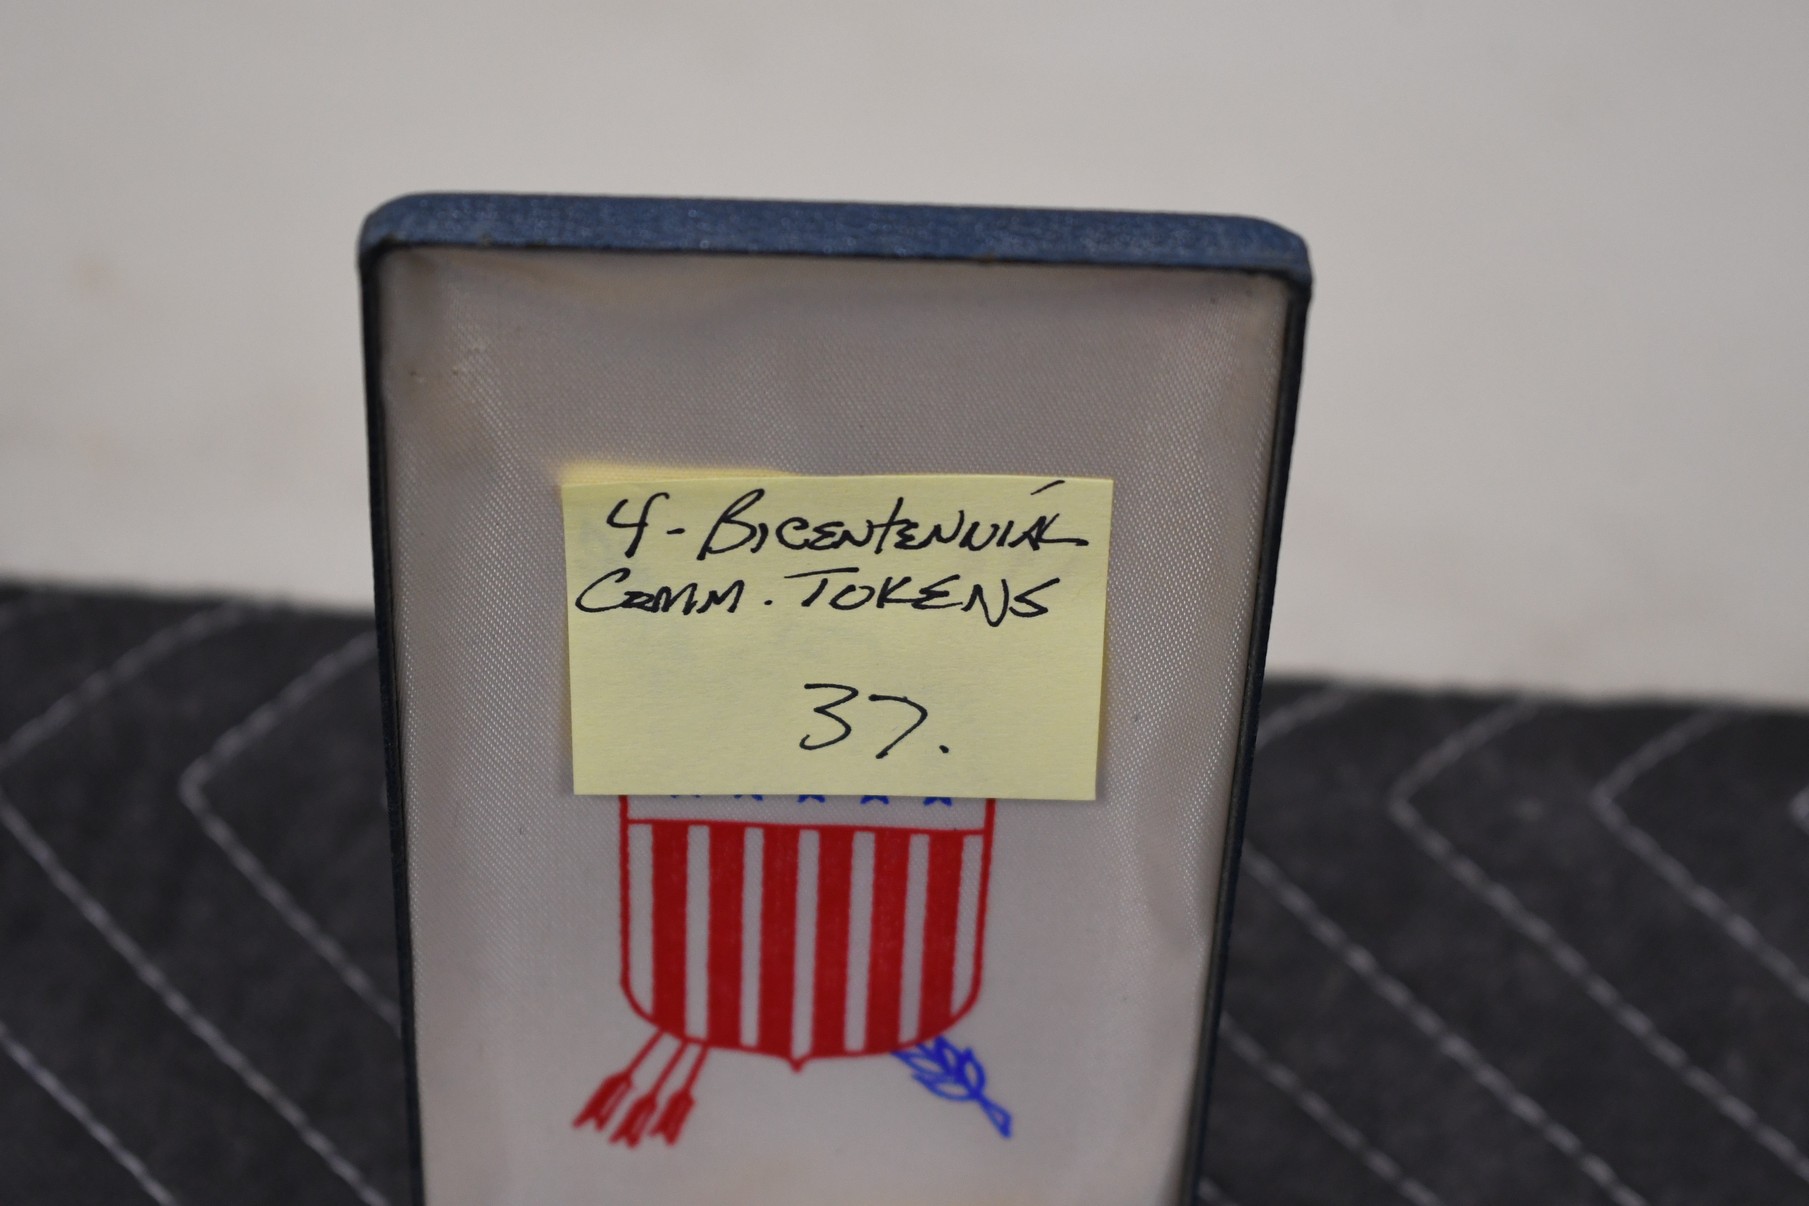 4-BICENTENNIAL
COMM. TOKENS
37.